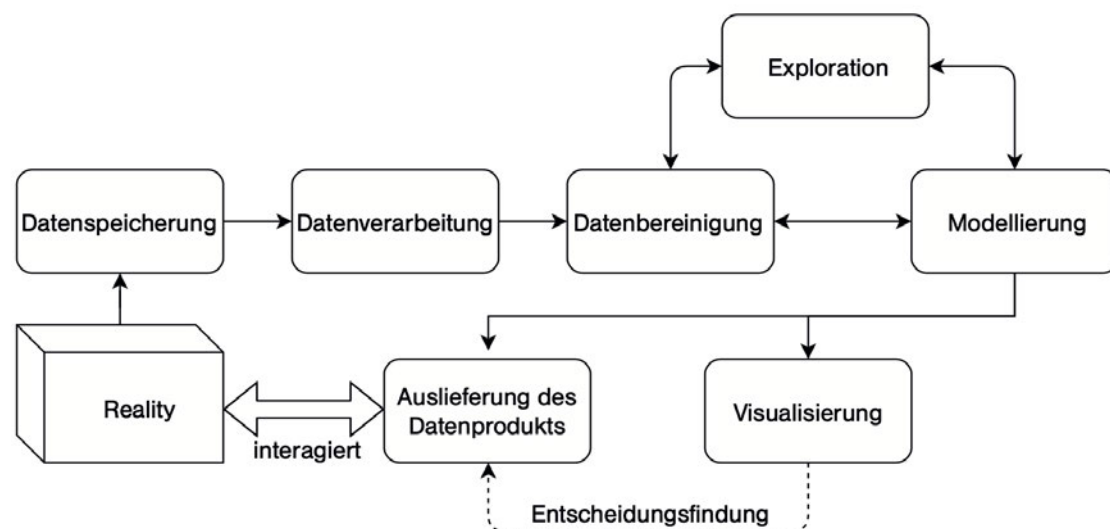 Exploration
Datenspeicherung
Datenverarbeitung
Datenbereinigung
Modellierung
Reality
interagiert
Auslieferung des
Datenprodukts
Visualisierung
Entscheidungsfindung